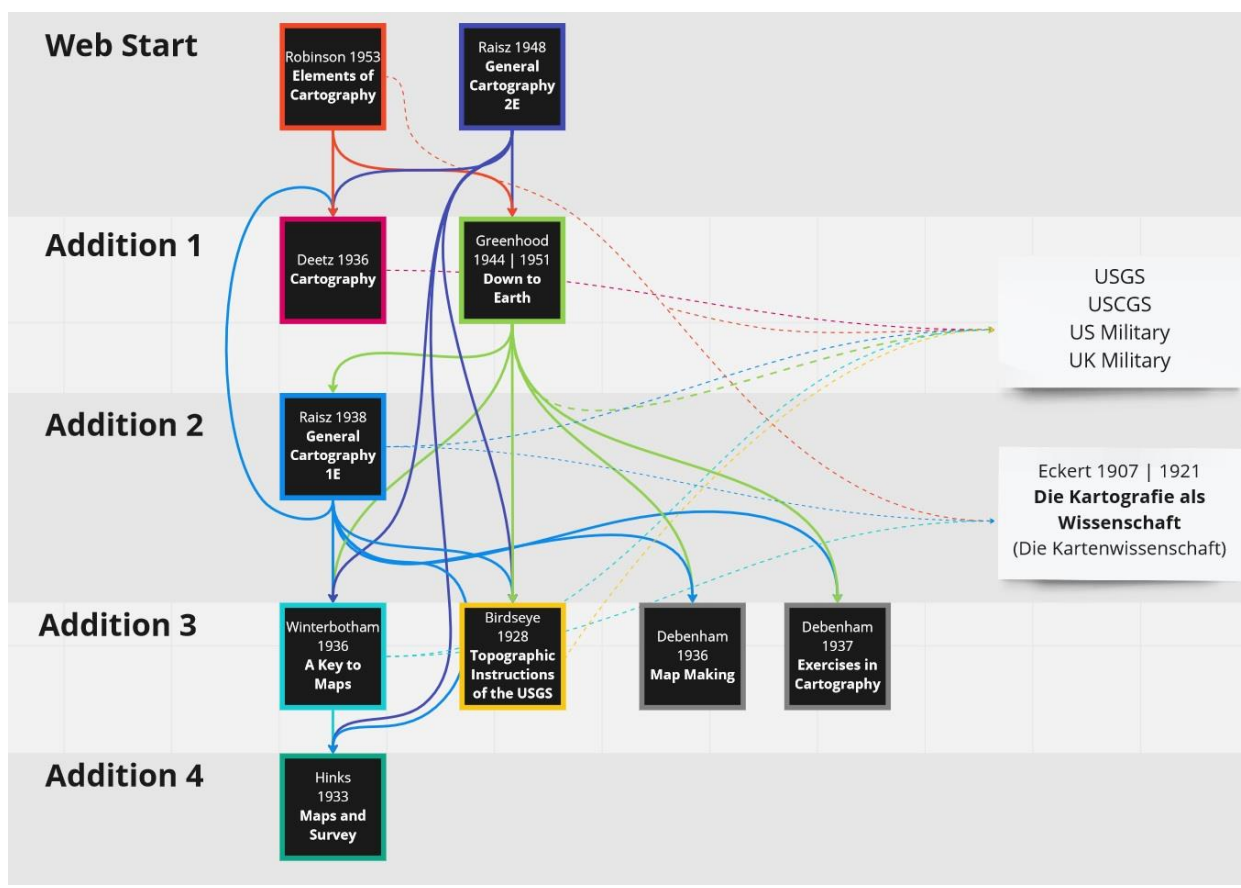 Web Start
Robinson 1953
Elements of
Cartography
Raisz 1948
General
Cartography
2E
Addition 1
Deetz 1936
Cartography
Greenhood
1944 | 1951
Down to
Earth
USGS
USCGS
US Military
UK Military
Addition 2
Raisz 1938
General
Cartography
1E
Eckert 1907 | 1921
Die Kartografie als
Wissenschaft
(Die Kartenwissenschaft)
Addition 3
Winterbotham
1936
A Key to
Maps
Birdseye
1928
Topographic
Instructions
of the USGS
Debenham
1936
Map Making
Debenham
1937
Exercises in
Cartography
Addition 4
Hinks
1933
Maps and
Survey